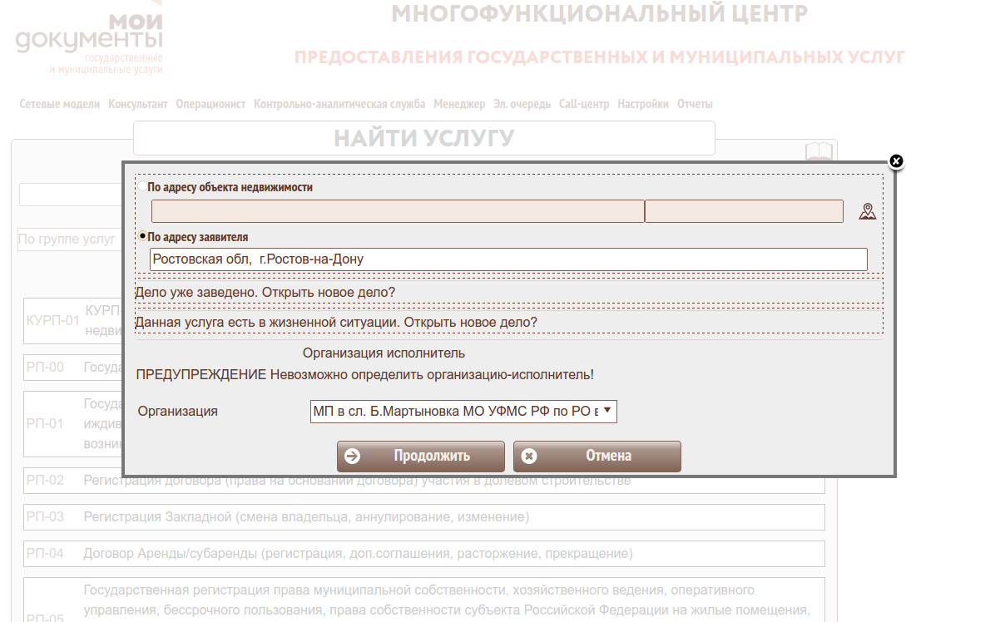 мои
документы
государственные
и муниципальные услуги
МНОГОФУНКЦИОНАЛЬНЫЙ ЦЕНТР
ПРЕДОСТАВЛЕНИЯ ГОСУДАРСТВЕННЫХ И МУНИЦИПАЛЬНЫХ УСЛУГ
Сетевые модели Консультант Операционист Контрольно-аналитическая служба Менеджер Эл. очередь Call-центр Настройки Отчеты
НАЙТИ УСЛУГУ
По группе услуг
По адресу объекта недвижимости
По адресу заявителя
Ростовская обл, г.Ростов-на-Дону
Дело уже заведено. Открыть новое дело?
Данная услуга есть в жизненной ситуации. Открыть новое дело?
Организация исполнитель
ПРЕДУПРЕЖДЕНИЕ Невозможно определить организацию-исполнитель!
Организация МП в сл. Б.Мартыновка МО УФМС РФ по РО в
Продолжить Отмена
КУРП-01 КУРП-
недви
РП-00 Госуда
РП-01 Госуда
иждив
возник
РП-02 Регистрация договора (права на основании договора) участия в долевом строительстве
РП-03 Регистрация Закладной (смена владельца, аннулирование, изменение)
РП-04 Договор Аренды/субаренды (регистрация, доп.соглашения, расторжение, прекращение)
РП-05 Государственная регистрация права муниципальной собственности, хозяйственного ведения, оперативного
управления, бессрочного пользования, права собственности субъекта Российской Федерации на жилые помещения,